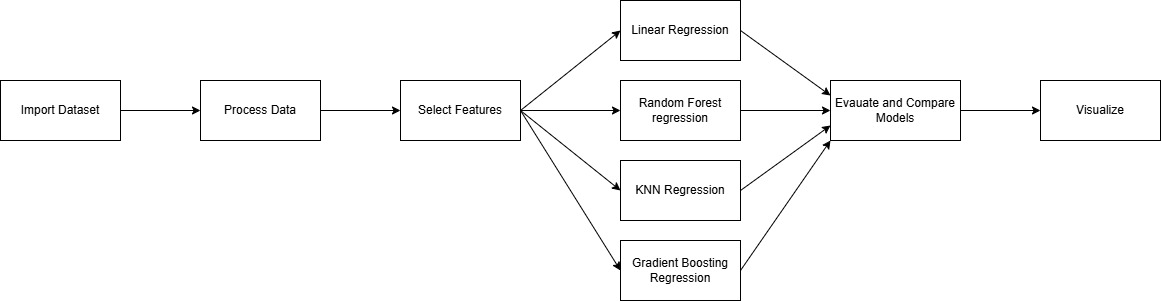 Import Dataset
Process Data
Select Features
Linear Regression
Random Forest
regression
KNN Regression
Gradient Boosting
Regression
Evauate and Compare
Models
Visualize